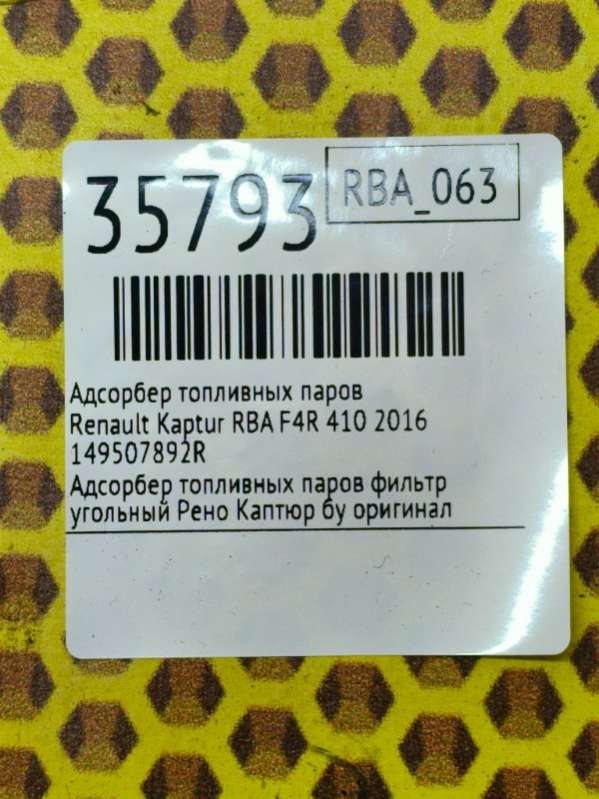 35793
RBA_063
Адсорбер топливных паров
Renault Kaptur RBA F4R 410 2016
149507892R
Адсорбер топливных паров фильтр
угольный Рено Каптюр бу оригинал